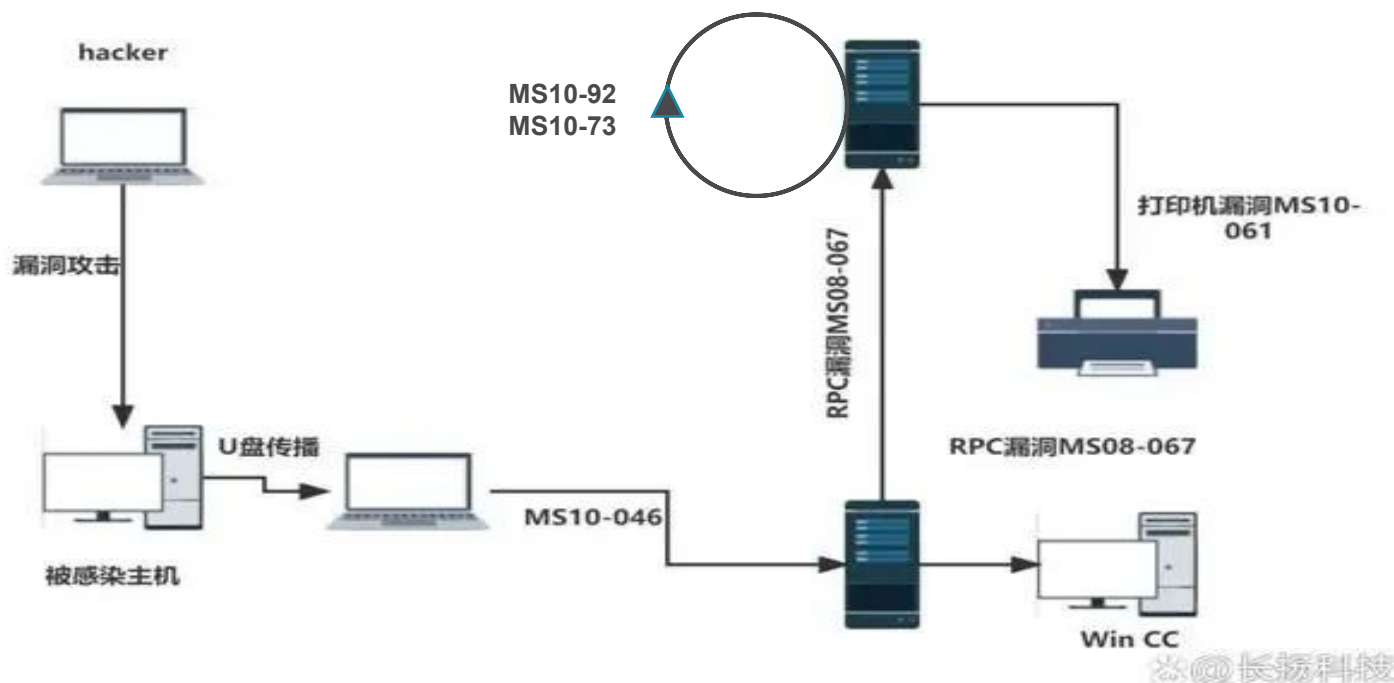 hacker
MS10-92
MS10-73
打印机漏洞MS10-
061
漏洞攻击
RPC漏洞MS08-067
U盘传播
RPC漏洞MS08-067
MS10-046
被感染主机
Win CC
@长扬科技